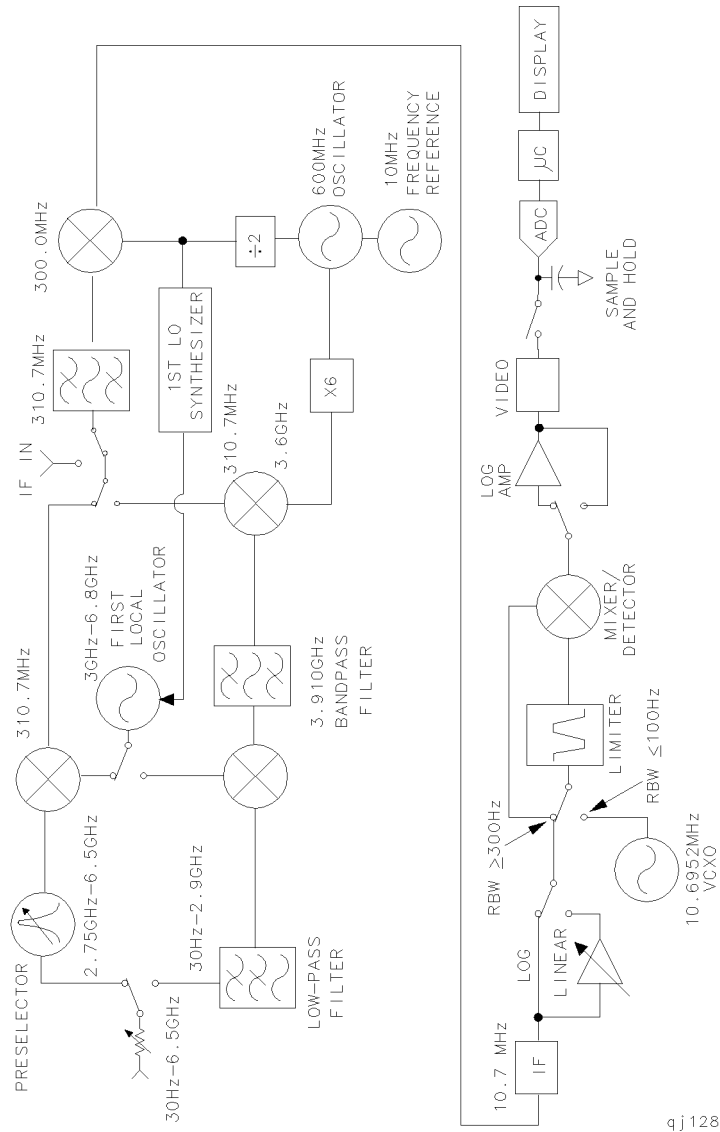 PRESELECTOR
2.75GHz-6.5GHz
30Hz-6.5GHz
30Hz-2.9GHz
LOW-PASS
FILTER
310.7MHz
3GHz-6.8GHz
FIRST
LOCAL
OSCILLATOR
3.910GHz
BANDPASS
FILTER
IF IN
310.7MHz
1ST LO
SYNTHESIZER
310.7MHz
3.6GHz
X6
300.0MHz
÷2
600MHz
OSCILLATOR
10MHz
FREQUENCY
REFERENCE
10.7 MHz
IF
LOG
LINEAR
RBW ≥300Hz
RBW ≤100Hz
10.6952MHz
VCXO
LIMITER
MIXER/
DETECTOR
LOG
AMP
VIDEO
SAMPLE
AND HOLD
ADC
µC
DISPLAY
qj128